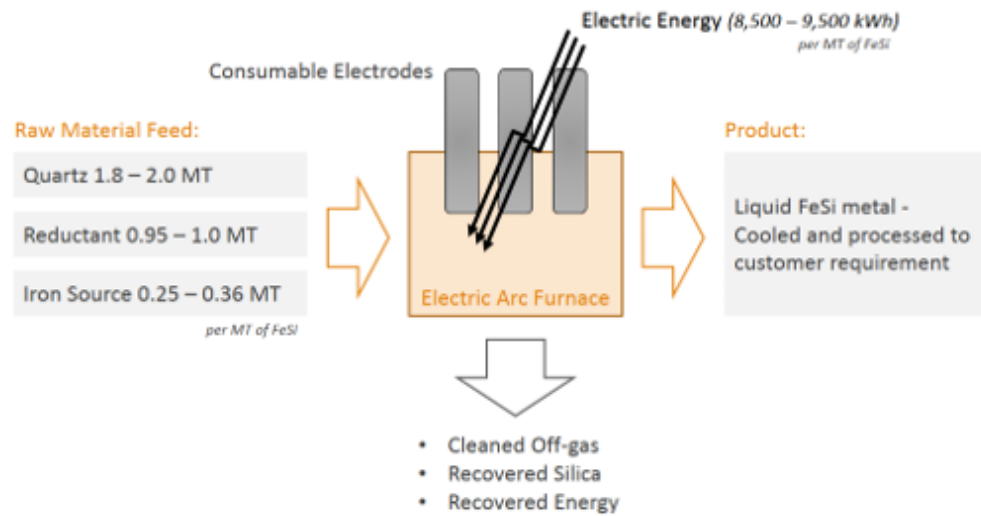 Electric Energy (8,500 – 9,500 kWh)
per MT of FeSi
Consumable Electrodes
Raw Material Feed:
Quartz 1.8 – 2.0 MT
Reductant 0.95 – 1.0 MT
Iron Source 0.25 – 0.36 MT
per MT of FeSi
Electric Arc Furnace
Product:
Liquid FeSi metal -
Cooled and processed to
customer requirement
• Cleaned Off-gas
• Recovered Silica
• Recovered Energy